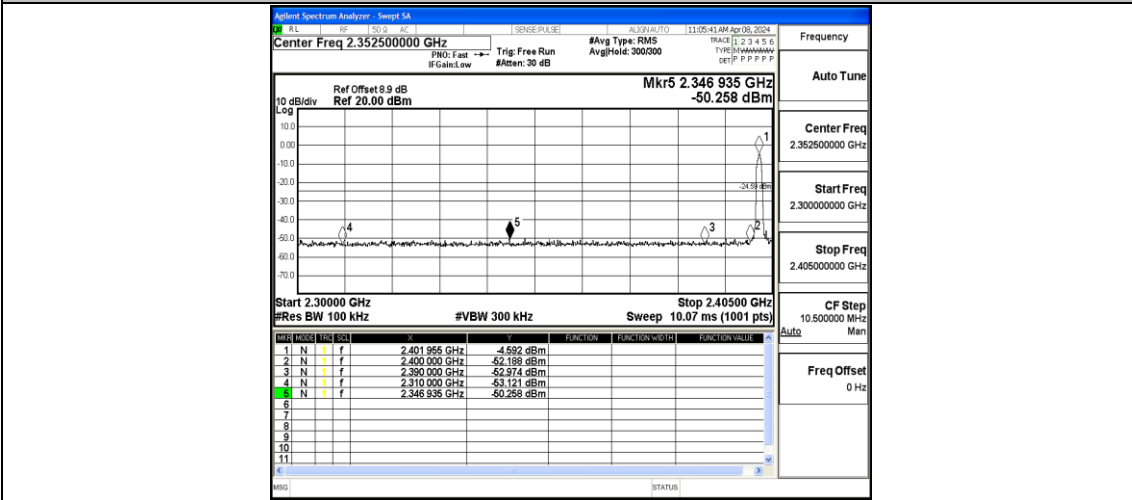 Agilent Spectrum Analyzer - Swept SA
RL RF 50 Ω AC SENSE:PULSE ALIGN AUTO 11:05:41 AM Apr 08, 2024
Center Freq 2.352500000 GHz
PNO: Fast
IFGain:Low
Trig: Free Run
#Atten: 30 dB
#Avg Type: RMS
Avg|Hold: 300/300
TRACE 1 2 3 4 5 6
TYPE M
DET P P P P P P
Frequency
Auto Tune
Center Freq
2.352500000 GHz
Start Freq
2.300000000 GHz
Stop Freq
2.405000000 GHz
CF Step
10.500000 MHz
Auto Man
Freq Offset
0 Hz
Mkr5 2.346 935 GHz
-50.258 dBm
Ref Offset 8.9 dB
10 dB/div Ref 20.00 dBm
Log
10.0
0.00
-10.0
-20.0
-30.0
-40.0
-50.0
-60.0
-70.0
1
-24.59 dBm
4
5
3
2
Start 2.30000 GHz Stop 2.40500 GHz
#Res BW 100 kHz #VBW 300 kHz Sweep 10.07 ms (1001 pts)
MKR MODE TRC SCL X Y FUNCTION FUNCTION WIDTH FUNCTION VALUE
1 N 1 f 2.401 955 GHz -4.592 dBm
2 N 1 f 2.400 000 GHz -52.188 dBm
3 N 1 f 2.390 000 GHz -52.974 dBm
4 N 1 f 2.310 000 GHz -53.121 dBm
5 N 1 f 2.346 935 GHz -50.258 dBm
6
7
8
9
10
11
MSG STATUS